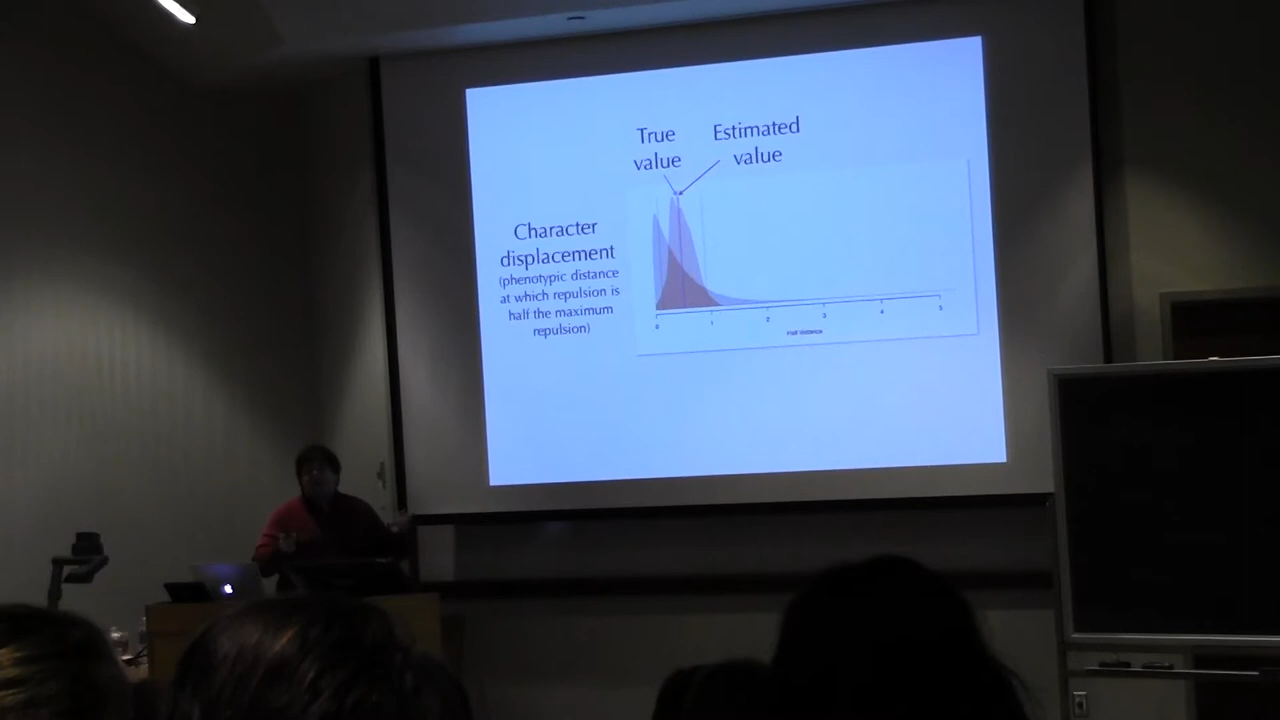 True
value
Estimated
value
Character
displacement
(phenotypic distance
at which repulsion is
half the maximum
repulsion)
0 1 2 3 4 5